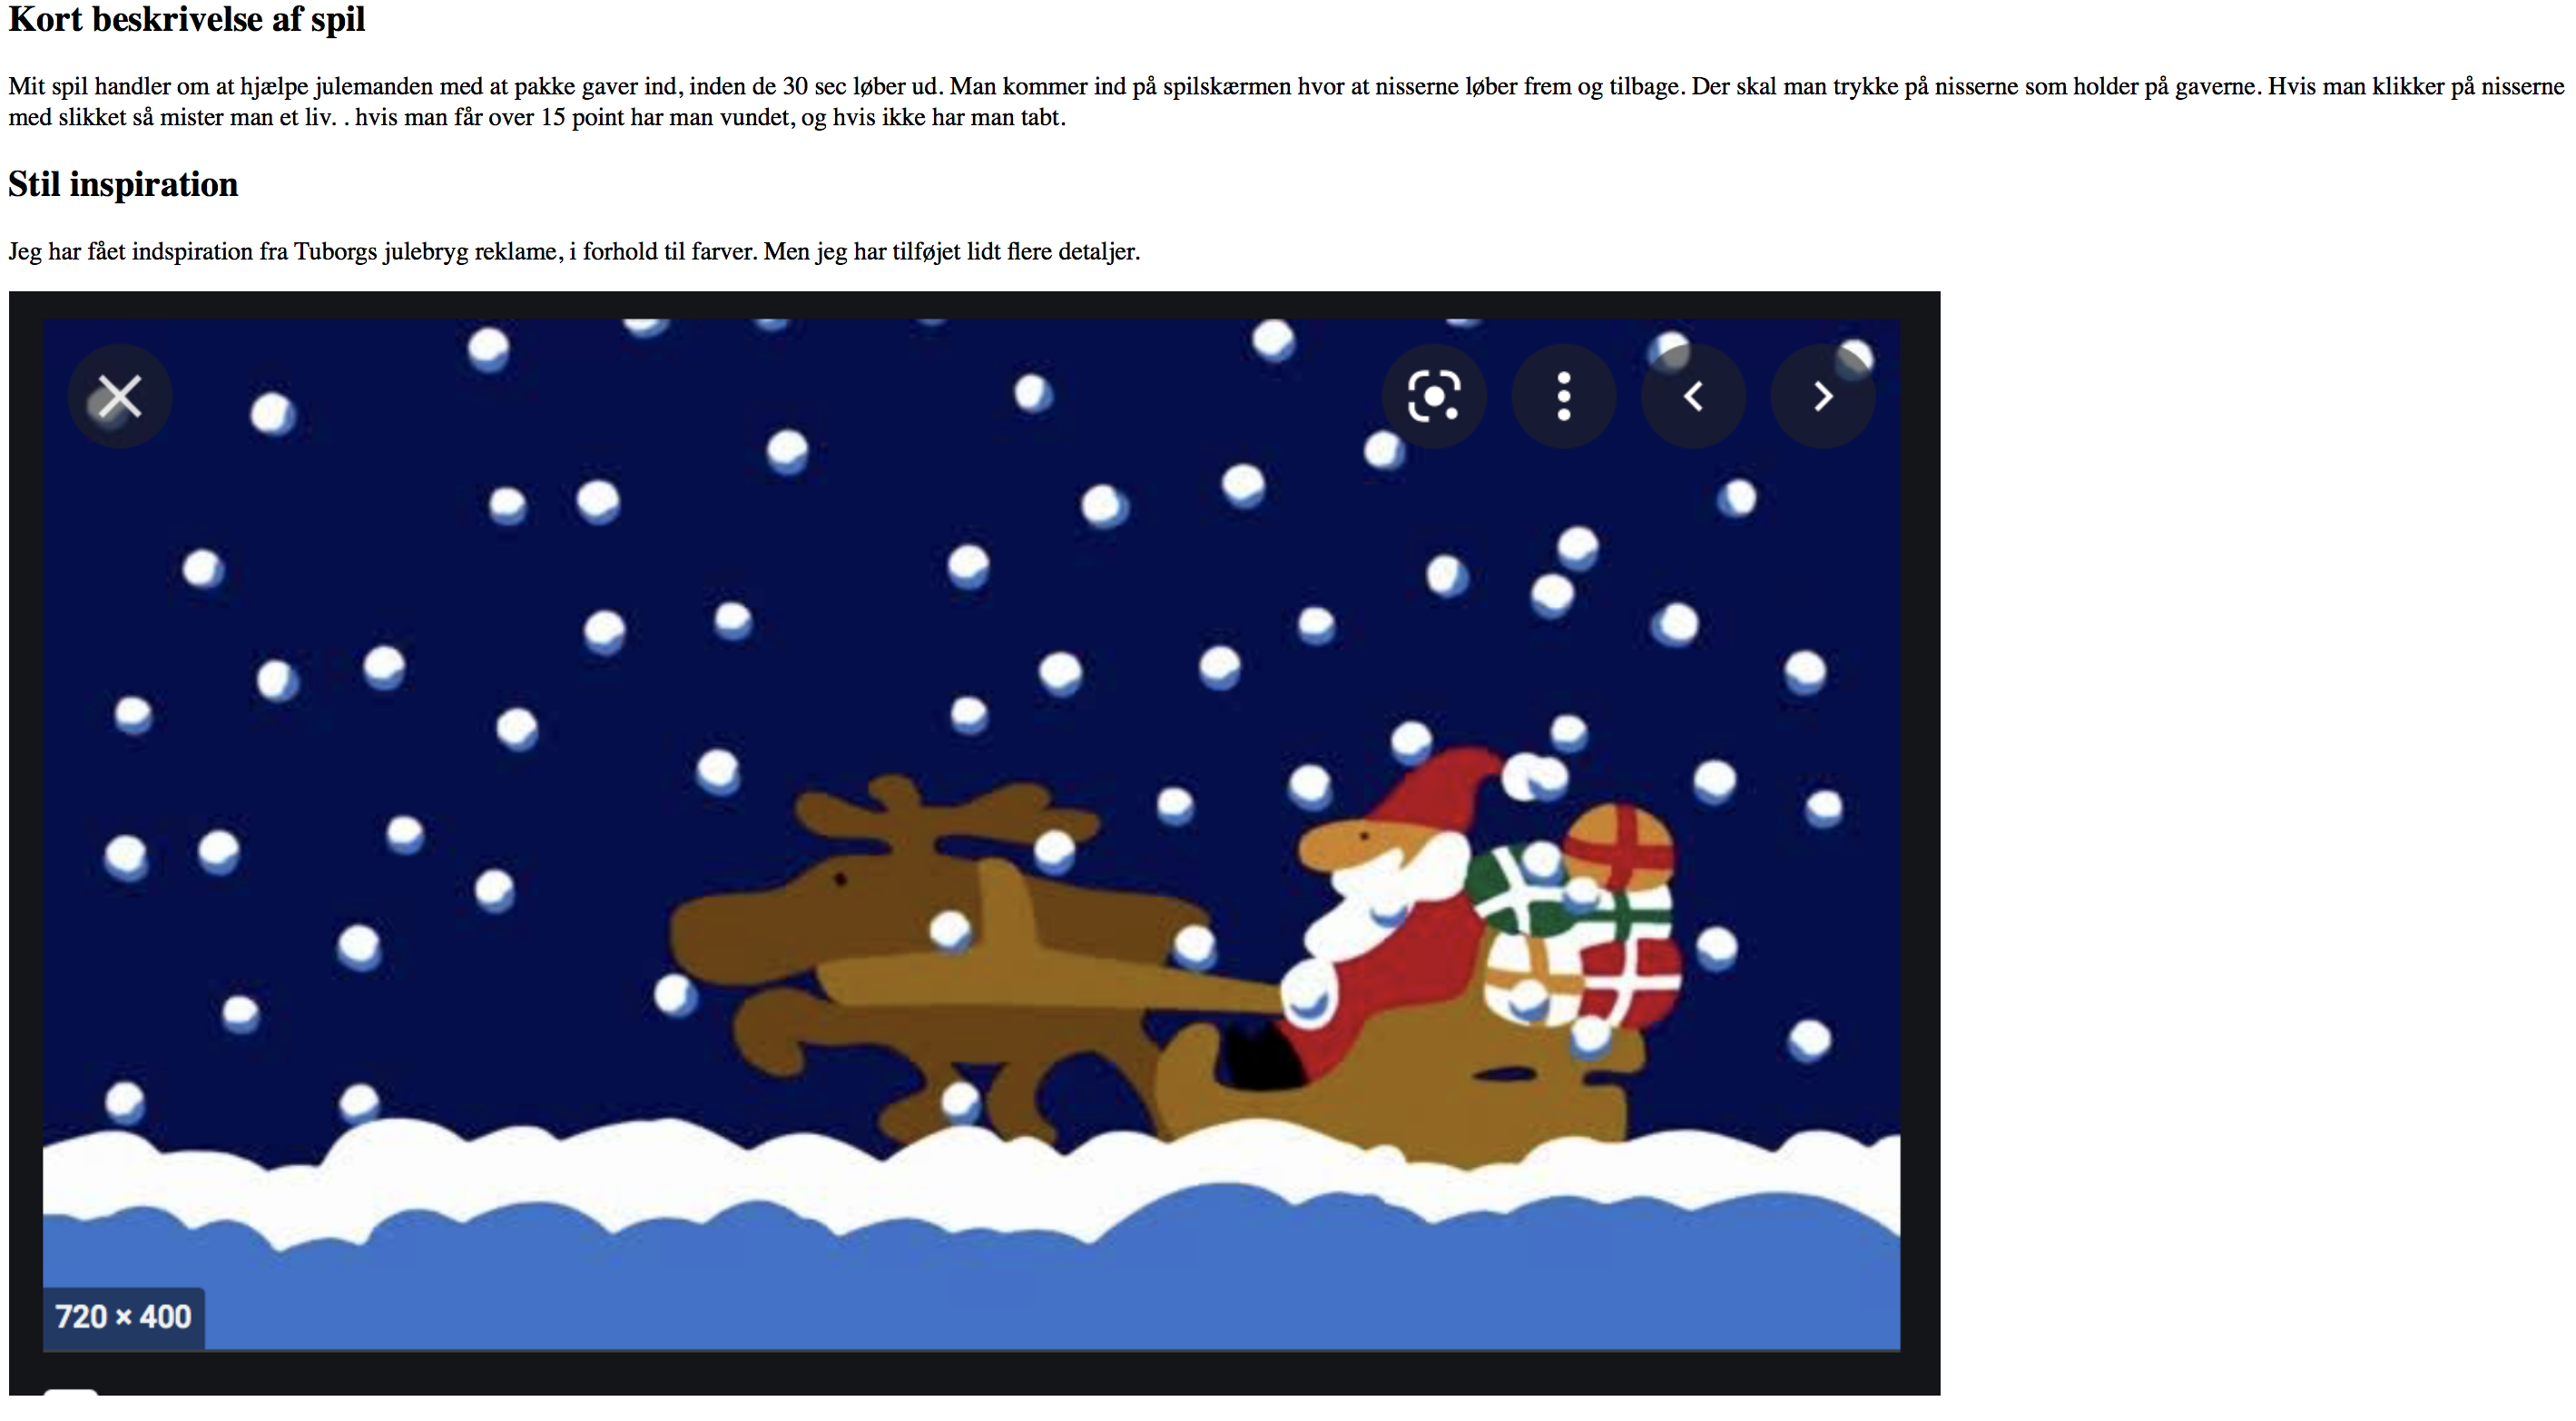 Kort beskrivelse af spil
Mit spil handler om at hjælpe julemanden med at pakke gaver ind, inden de 30 sec løber ud. Man kommer ind på spilskærmen hvor at nisserne løber frem og tilbage. Der skal man trykke på nisserne som holder på gaverne. Hvis man klikker på nisserne
med slikket så mister man et liv. . hvis man får over 15 point har man vundet, og hvis ikke har man tabt.
Stil inspiration
Jeg har fået indspiration fra Tuborgs julebryg reklame, i forhold til farver. Men jeg har tilføjet lidt flere detaljer.
720 × 400